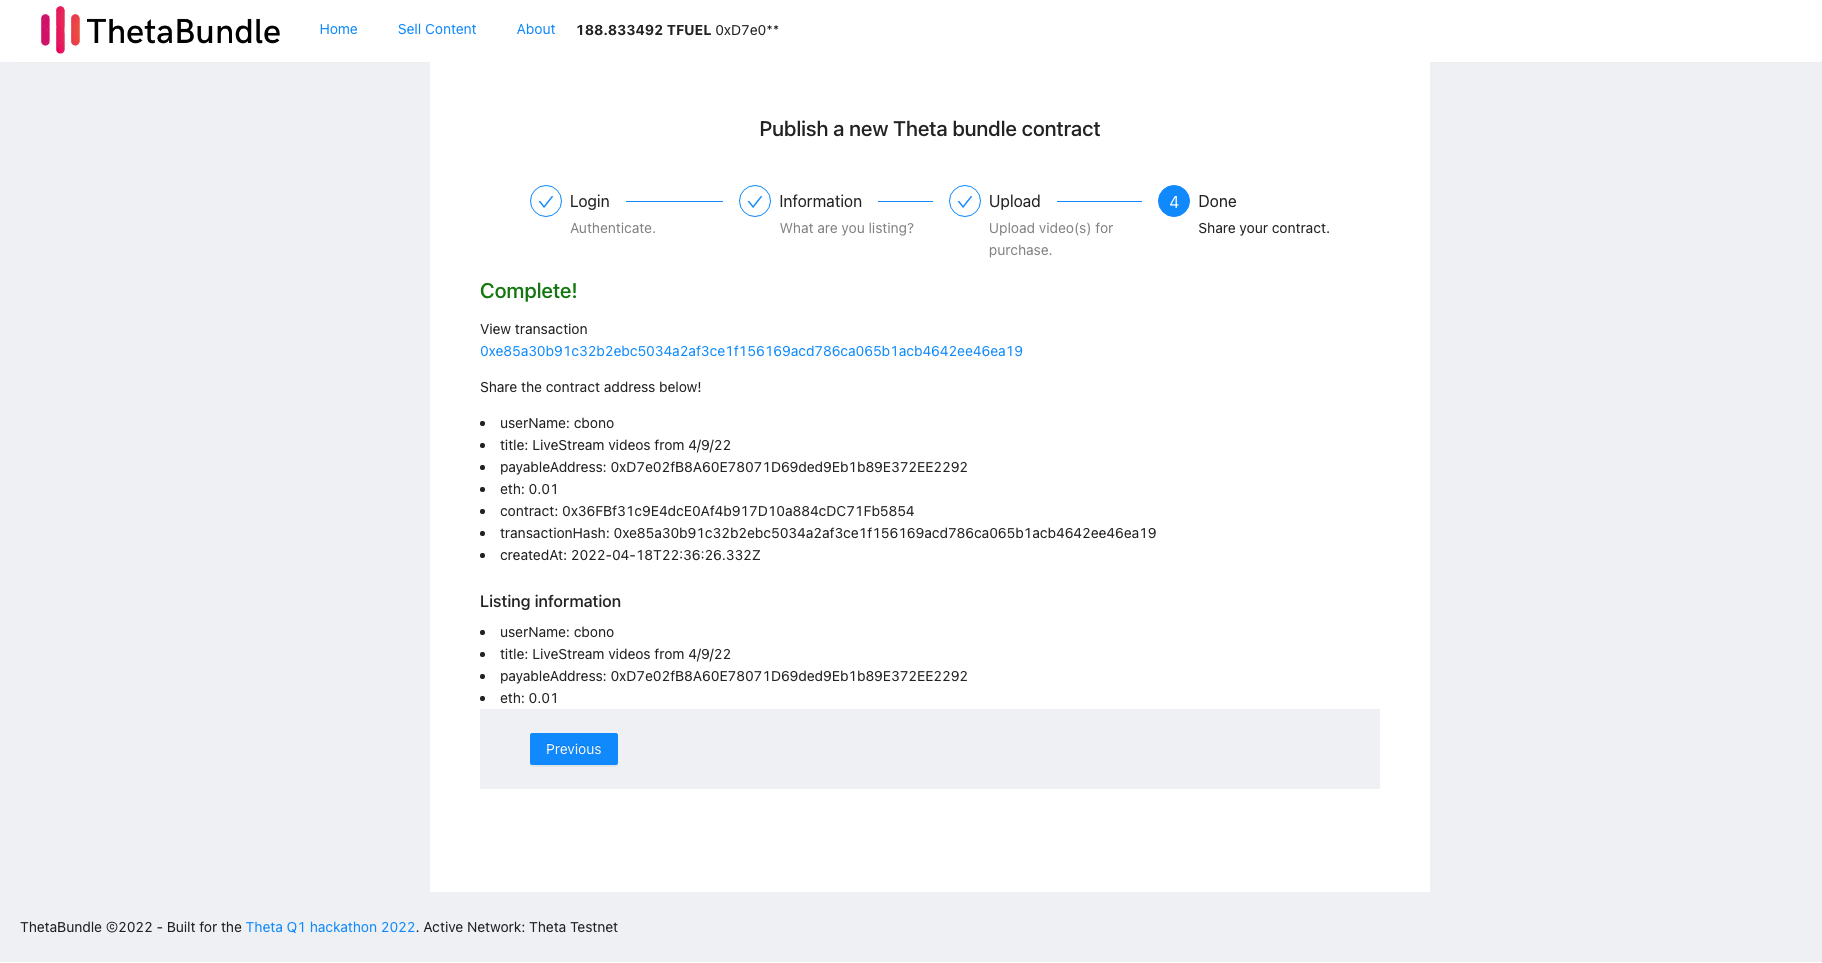 ThetaBundle
Home Sell Content About 188.833492 TFUEL 0xD7e0**
Publish a new Theta bundle contract
Login
Authenticate.
Information
What are you listing?
Upload
Upload video(s) for
purchase.
4 Done
Share your contract.
Complete!
View transaction
0xe85a30b91c32b2ebc5034a2af3ce1f156169acd786ca065b1acb4642ee46ea19
Share the contract address below!
• userName: cbono
• title: LiveStream videos from 4/9/22
• payableAddress: 0xD7e02fB8A60E78071D69ded9Eb1b89E372EE2292
• eth: 0.01
• contract: 0x36FBf31c9E4dcE0Af4b917D10a884cDC71Fb5854
• transactionHash: 0xe85a30b91c32b2ebc5034a2af3ce1f156169acd786ca065b1acb4642ee46ea19
• createdAt: 2022-04-18T22:36:26.332Z
Listing information
• userName: cbono
• title: LiveStream videos from 4/9/22
• payableAddress: 0xD7e02fB8A60E78071D69ded9Eb1b89E372EE2292
• eth: 0.01
Previous
ThetaBundle ©2022 - Built for the Theta Q1 hackathon 2022. Active Network: Theta Testnet